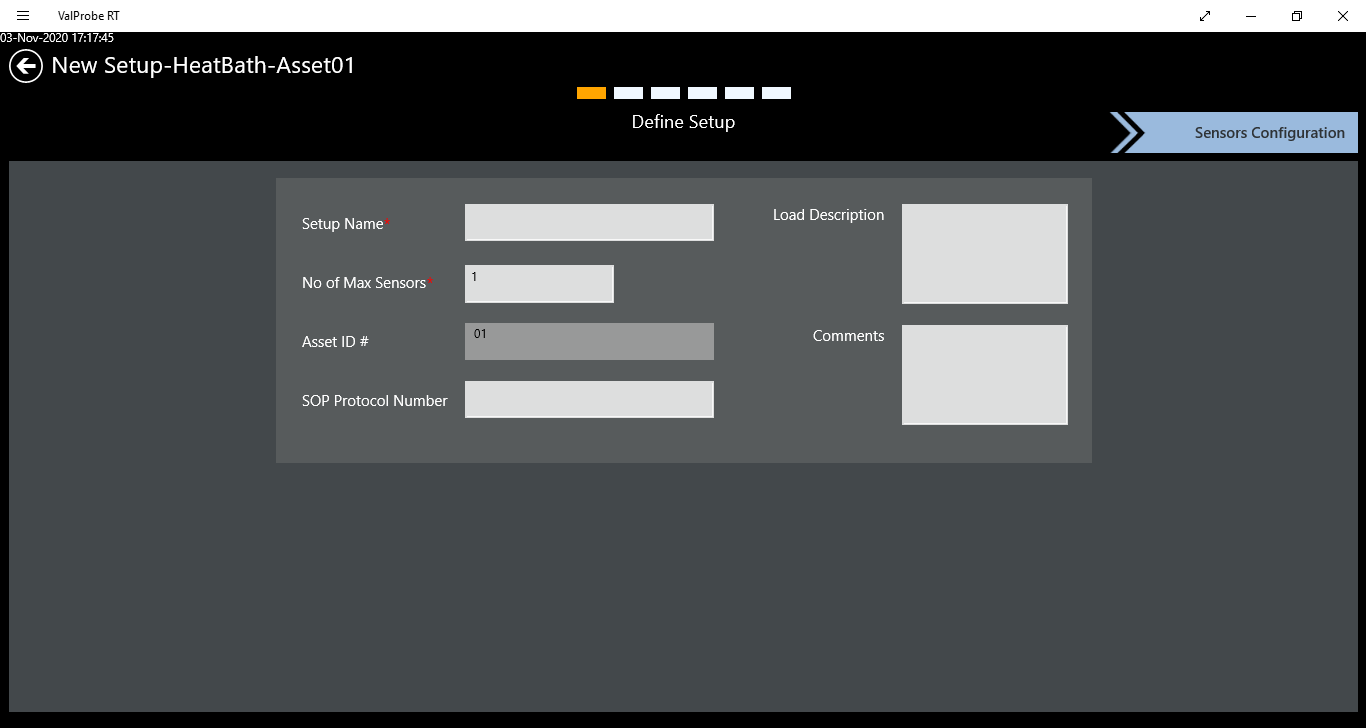 ValProbe RT
03-Nov-2020 17:17:45
New Setup-HeatBath-Asset01
Define Setup
Sensors Configuration
Setup Name*
No of Max Sensors*
1
Asset ID #
01
SOP Protocol Number
Load Description
Comments